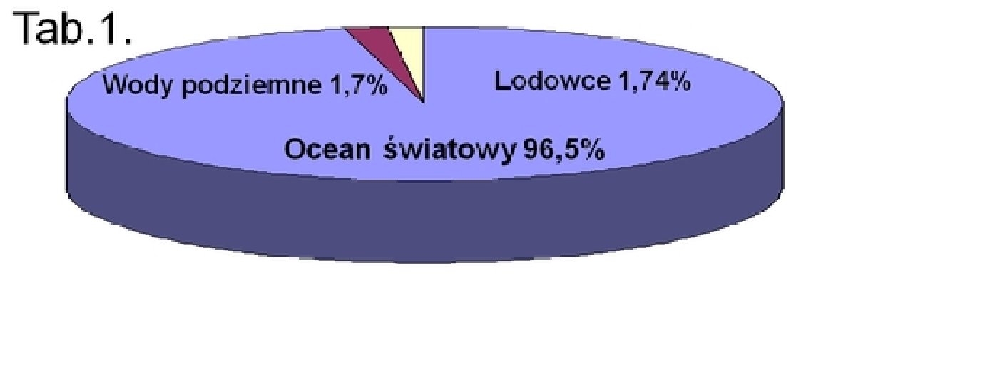 Tab.1.
Wody podziemne 1,7%
Lodowce 1,74%
Ocean światowy 96,5%